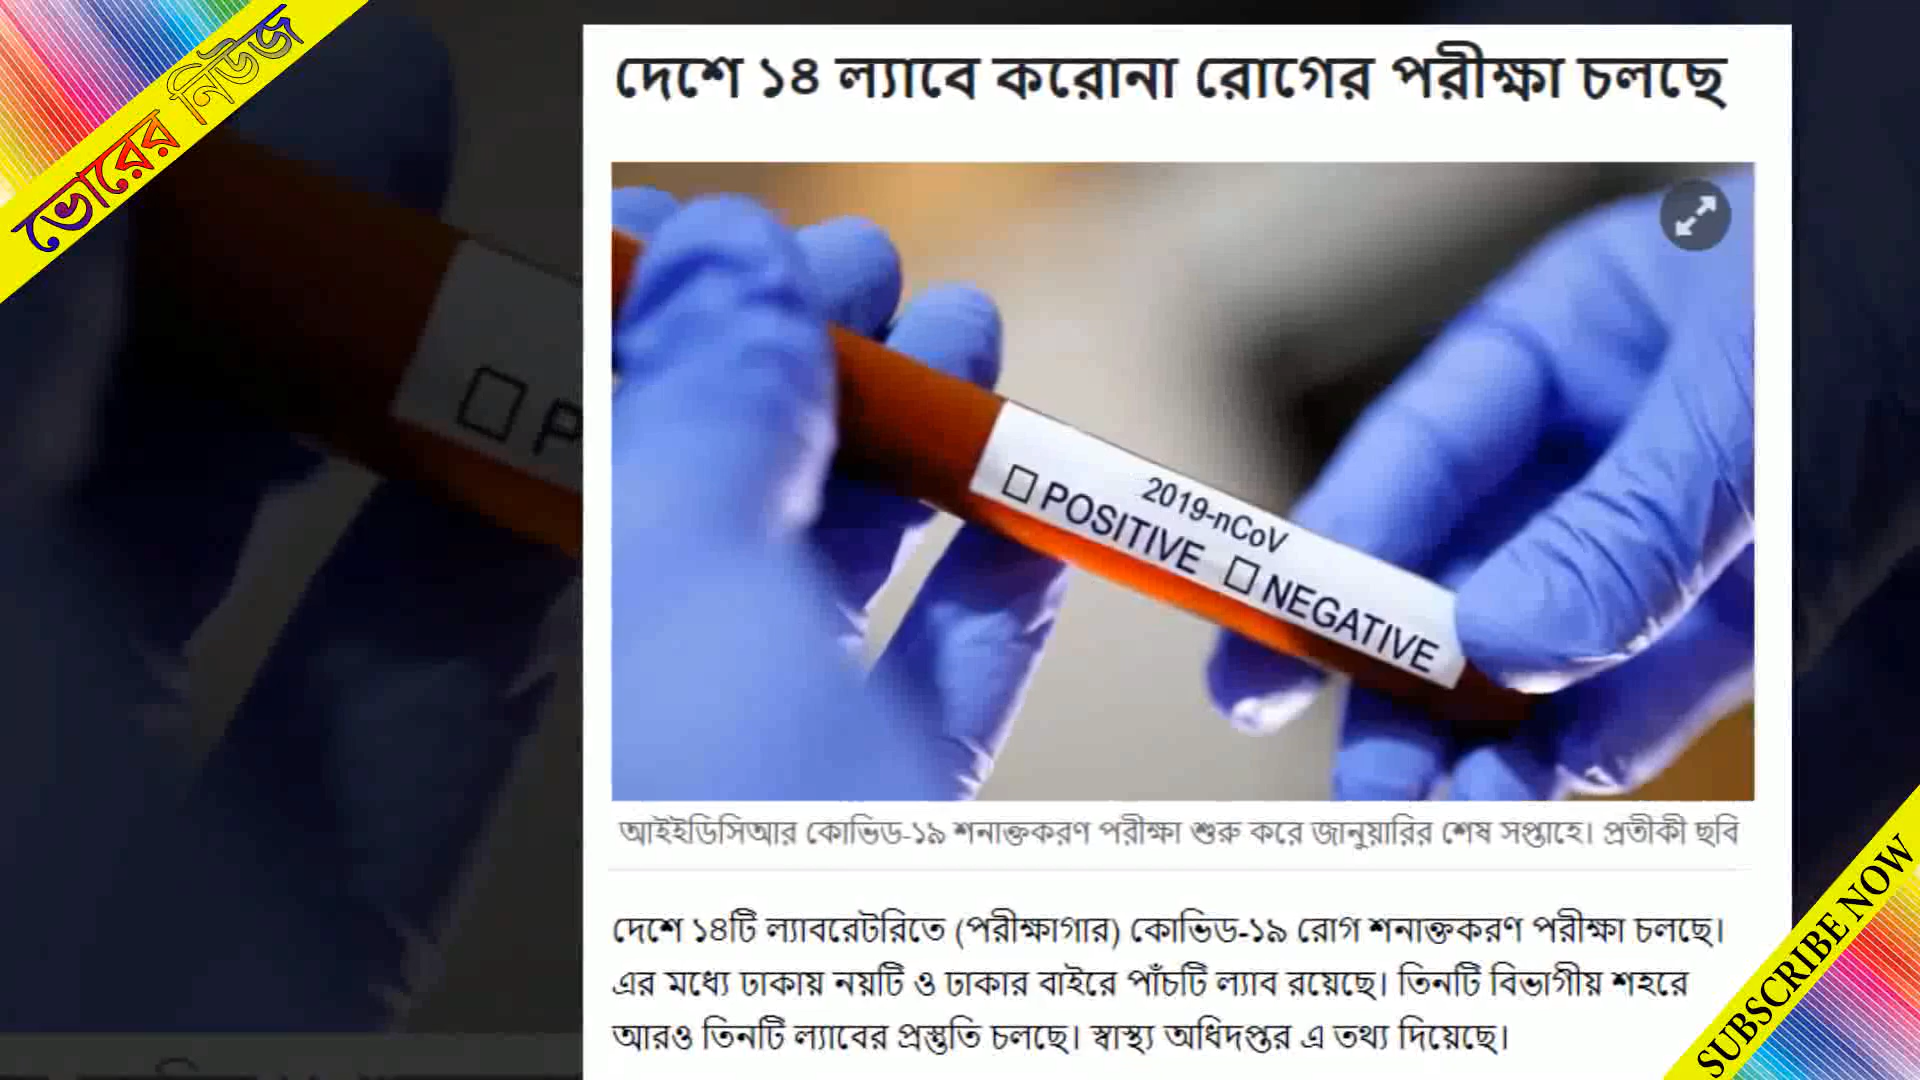 ভোরের নিউজ
দেশে ১৪ ল্যাবে করোনা রোগের পরীক্ষা চলছে
2019-nCoV
POSITIVE NEGATIVE
P
আইইডিসিআর কোভিড-১৯ শনাক্তকরণ পরীক্ষা শুরু করে জানুয়ারির শেষ সপ্তাহে। প্রতীকী ছবি
দেশে ১৪টি ল্যাবরেটরিতে (পরীক্ষাগার) কোভিড-১৯ রোগ শনাক্তকরণ পরীক্ষা চলছে।
এর মধ্যে ঢাকায় নয়টি ও ঢাকার বাইরে পাঁচটি ল্যাব রয়েছে। তিনটি বিভাগীয় শহরে
আরও তিনটি ল্যাবের প্রস্তুতি চলছে। স্বাস্থ্য অধিদপ্তর এ তথ্য দিয়েছে।
SUBSCRIBE NOW